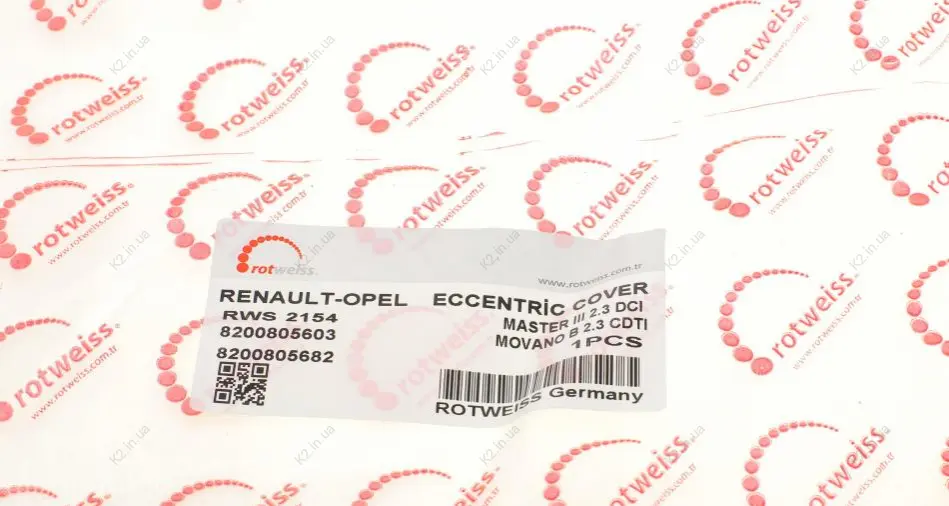 rotweiss.
www.rotweiss.com.tr
RENAULT-OPEL ECCENTRİC COVER
RWS 2154 MASTER III 2.3 DCI
8200805603 MOVANO B 2.3 CDTI
8200805682 1PCS
ROTWEISS Germany
rotweiss
www.rotweiss.com.tr
K2.in.ua